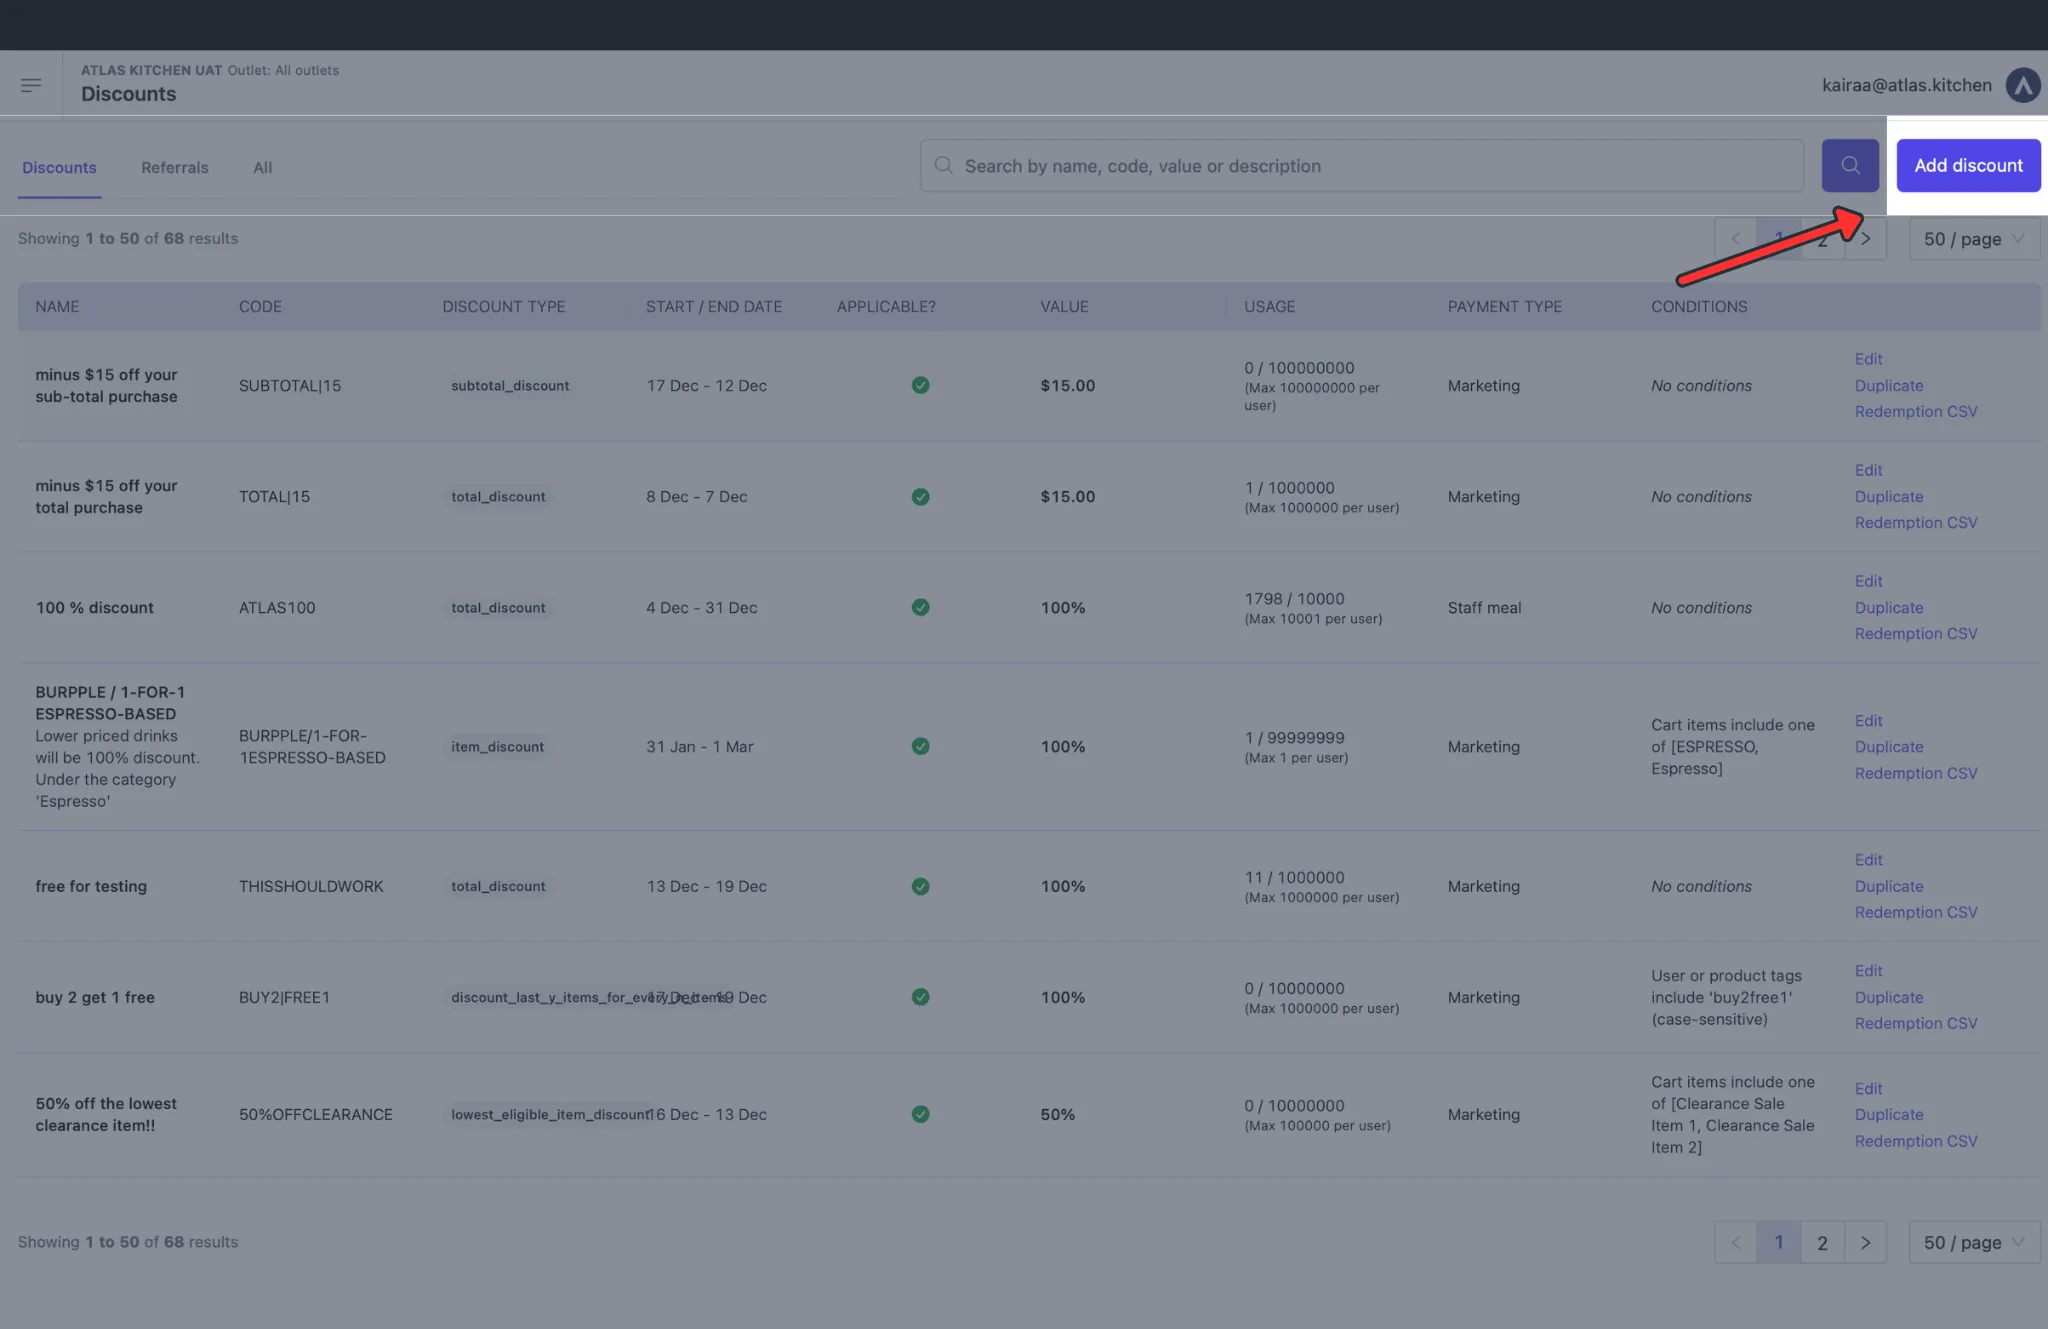 ATLAS KITCHEN UAT Outlet: All outlets
Discounts
kairaa@atlas.kitchen
Discounts Referrals All
Search by name, code, value or description
Add discount
Showing 1 to 50 of 68 results
1 2 50 / page
NAME CODE DISCOUNT TYPE START / END DATE APPLICABLE? VALUE USAGE PAYMENT TYPE CONDITIONS
minus $15 off your
sub-total purchase
SUBTOTAL|15
subtotal_discount
17 Dec - 12 Dec
$15.00
0 / 100000000
(Max 100000000 per
user)
Marketing
No conditions
Edit
Duplicate
Redemption CSV
minus $15 off your
total purchase
TOTAL|15
total_discount
8 Dec - 7 Dec
$15.00
1 / 1000000
(Max 1000000 per user)
Marketing
No conditions
Edit
Duplicate
Redemption CSV
100 % discount
ATLAS100
total_discount
4 Dec - 31 Dec
100%
1798 / 10000
(Max 10001 per user)
Staff meal
No conditions
Edit
Duplicate
Redemption CSV
BURPPLE / 1-FOR-1
ESPRESSO-BASED
Lower priced drinks
will be 100% discount.
Under the category
'Espresso'
BURPPLE/1-FOR-
1ESPRESSO-BASED
item_discount
31 Jan - 1 Mar
100%
1 / 99999999
(Max 1 per user)
Marketing
Cart items include one
of [ESPRESSO,
Espresso]
Edit
Duplicate
Redemption CSV
free for testing
THISSHOULDWORK
total_discount
13 Dec - 19 Dec
100%
11 / 1000000
(Max 1000000 per user)
Marketing
No conditions
Edit
Duplicate
Redemption CSV
buy 2 get 1 free
BUY2|FREE1
discount_last_y_items_for_every_n_items
17 Dec - 19 Dec
100%
0 / 10000000
(Max 1000000 per user)
Marketing
User or product tags
include 'buy2free1'
(case-sensitive)
Edit
Duplicate
Redemption CSV
50% off the lowest
clearance item!!
50%OFFCLEARANCE
lowest_eligible_item_discount
16 Dec - 13 Dec
50%
0 / 10000000
(Max 100000 per user)
Marketing
Cart items include one
of [Clearance Sale
Item 1, Clearance Sale
Item 2]
Edit
Duplicate
Redemption CSV
Showing 1 to 50 of 68 results
1 2 50 / page